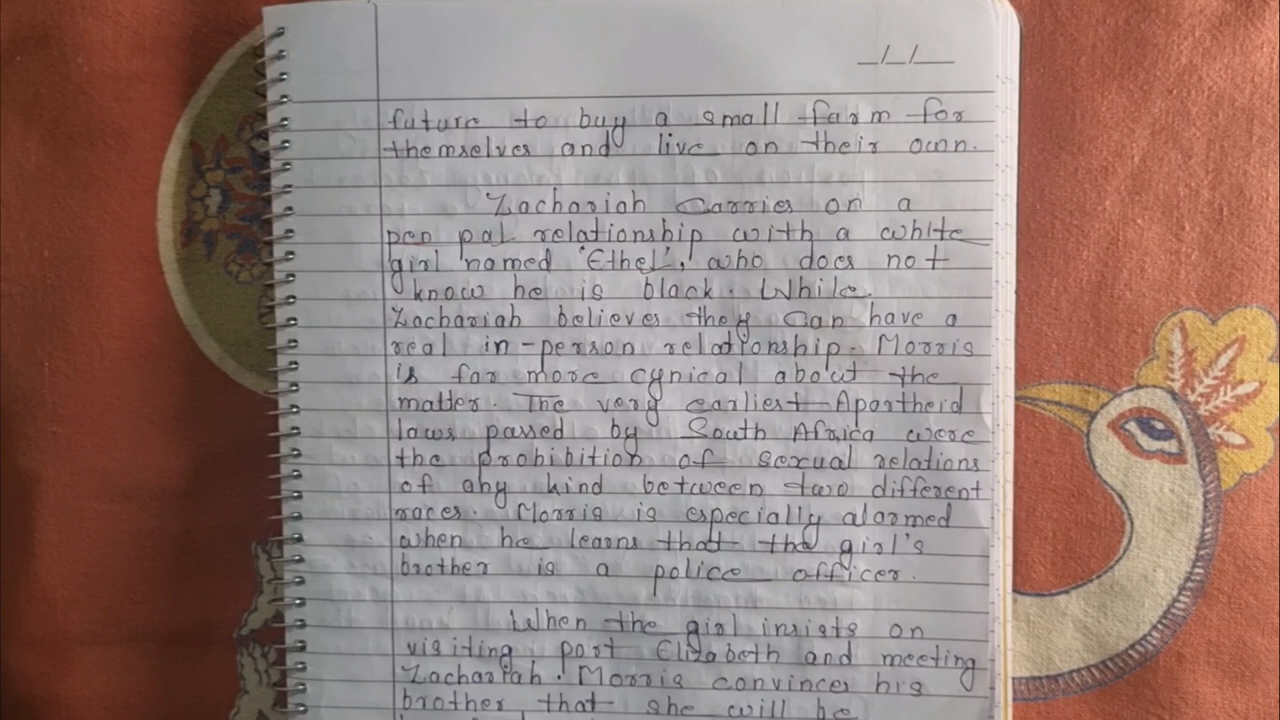 _/_/__
future to buy a small farm for
themselves and live on their own.
Zachariah carries on a
pen pal relationship with a white
girl named 'Ethel', who does not
know he is black. While.
Zachariah believes they can have a
real in-person relationship. Morris
is far more cynical about the
matter. The very earliest Apartheid
laws passed by South Africa were
the prohibition of sexual relations
of any kind between two different
races. Morris is especially alarmed
when he learns that the girl's
brother is a police officer.
When the girl insists on
visiting port Elizabeth and meeting
Zachariah. Morris convinces his
brother that she will be